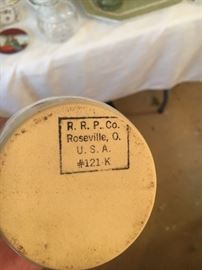 R. R. P. Co.
Roseville, O.
U. S. A.
#121-K